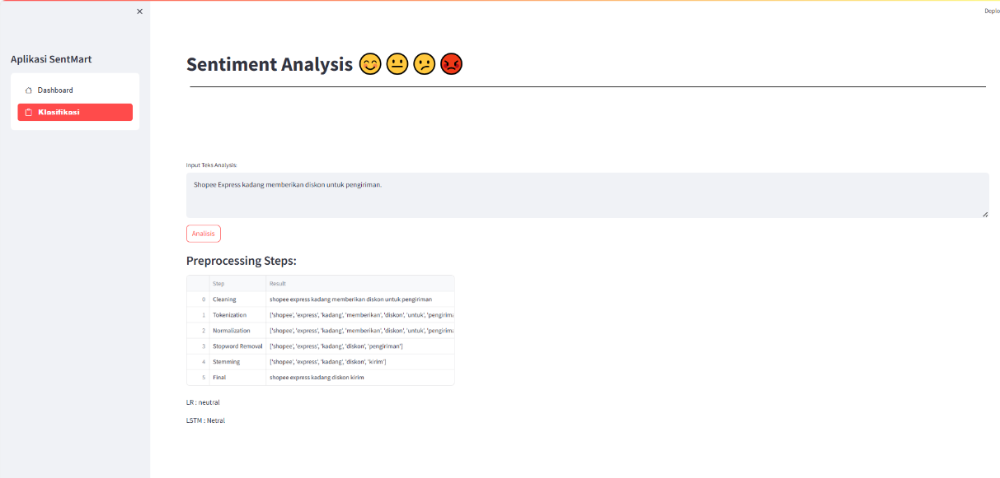 Deplo
Aplikasi SentMart
Dashboard
Klasifikasi
Sentiment Analysis
Input Teks Analysis:
Shopee Express kadang memberikan diskon untuk pengiriman.
Analisis
Preprocessing Steps:
Step Result
0 Cleaning shopee express kadang memberikan diskon untuk pengiriman
1 Tokenization ['shopee', 'express', 'kadang', 'memberikan', 'diskon', 'untuk', 'pengirima
2 Normalization ['shopee', 'express', 'kadang', 'memberikan', 'diskon', 'untuk', 'pengirima
3 Stopword Removal ['shopee', 'express', 'kadang', 'diskon', 'pengiriman']
4 Stemming ['shopee', 'express', 'kadang', 'diskon', 'kirim']
5 Final shopee express kadang diskon kirim
LR : neutral
LSTM : Netral